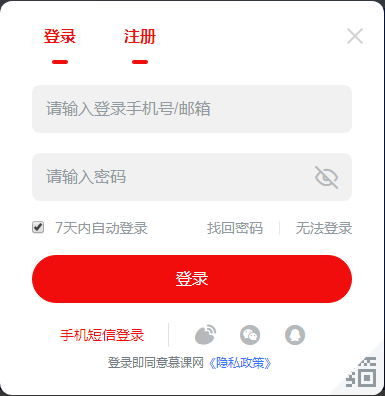 登录 注册
请输入登录手机号/邮箱
请输入密码
7天内自动登录 找回密码 无法登录
登录
手机短信登录
登录即同意慕课网《隐私政策》